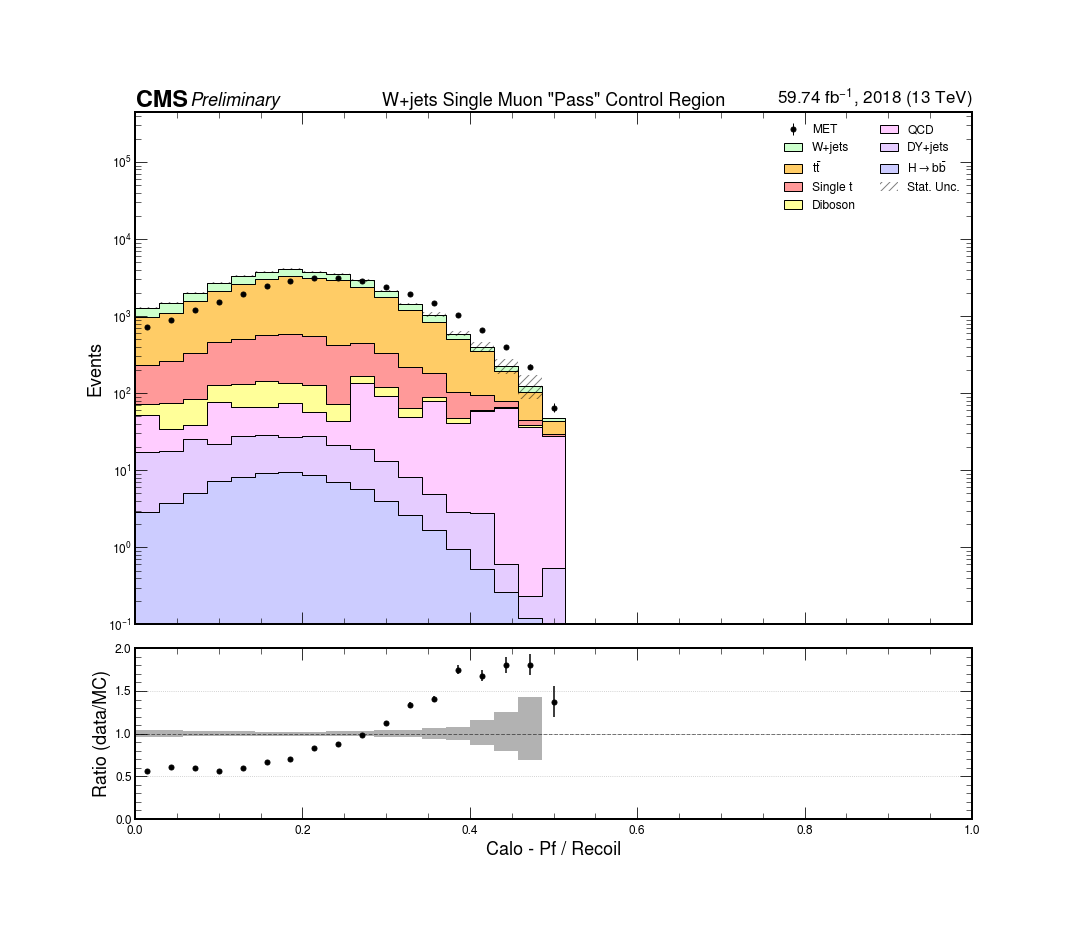 CMS Preliminary W+jets Single Muon "Pass" Control Region 59.74 fb⁻¹, 2018 (13 TeV)
MET QCD
W+jets DY+jets
tt̄ H→bb̄
Single t Stat. Unc.
Diboson
10⁵
10⁴
10³
10²
10¹
10⁰
10⁻¹
Events
2.0
1.5
1.0
0.5
0.0
Ratio (data/MC)
0.0 0.2 0.4 0.6 0.8 1.0
Calo - Pf / Recoil